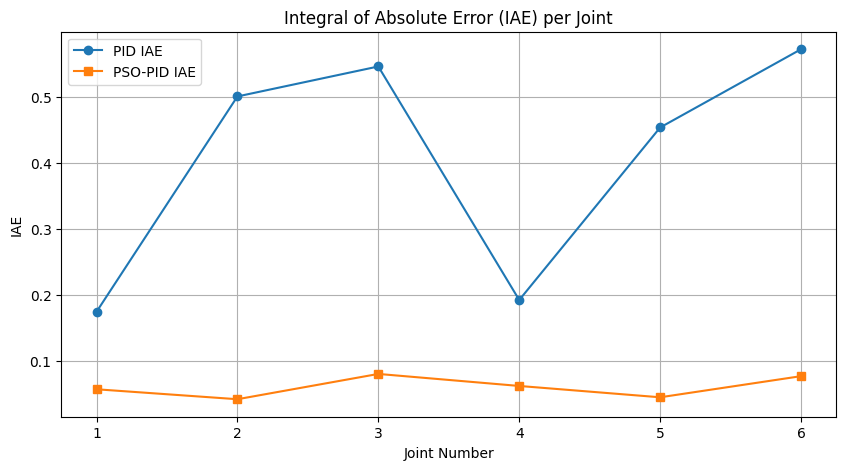 Integral of Absolute Error (IAE) per Joint
PID IAE
PSO-PID IAE
IAE
0.5
0.4
0.3
0.2
0.1
1 2 3 4 5 6
Joint Number